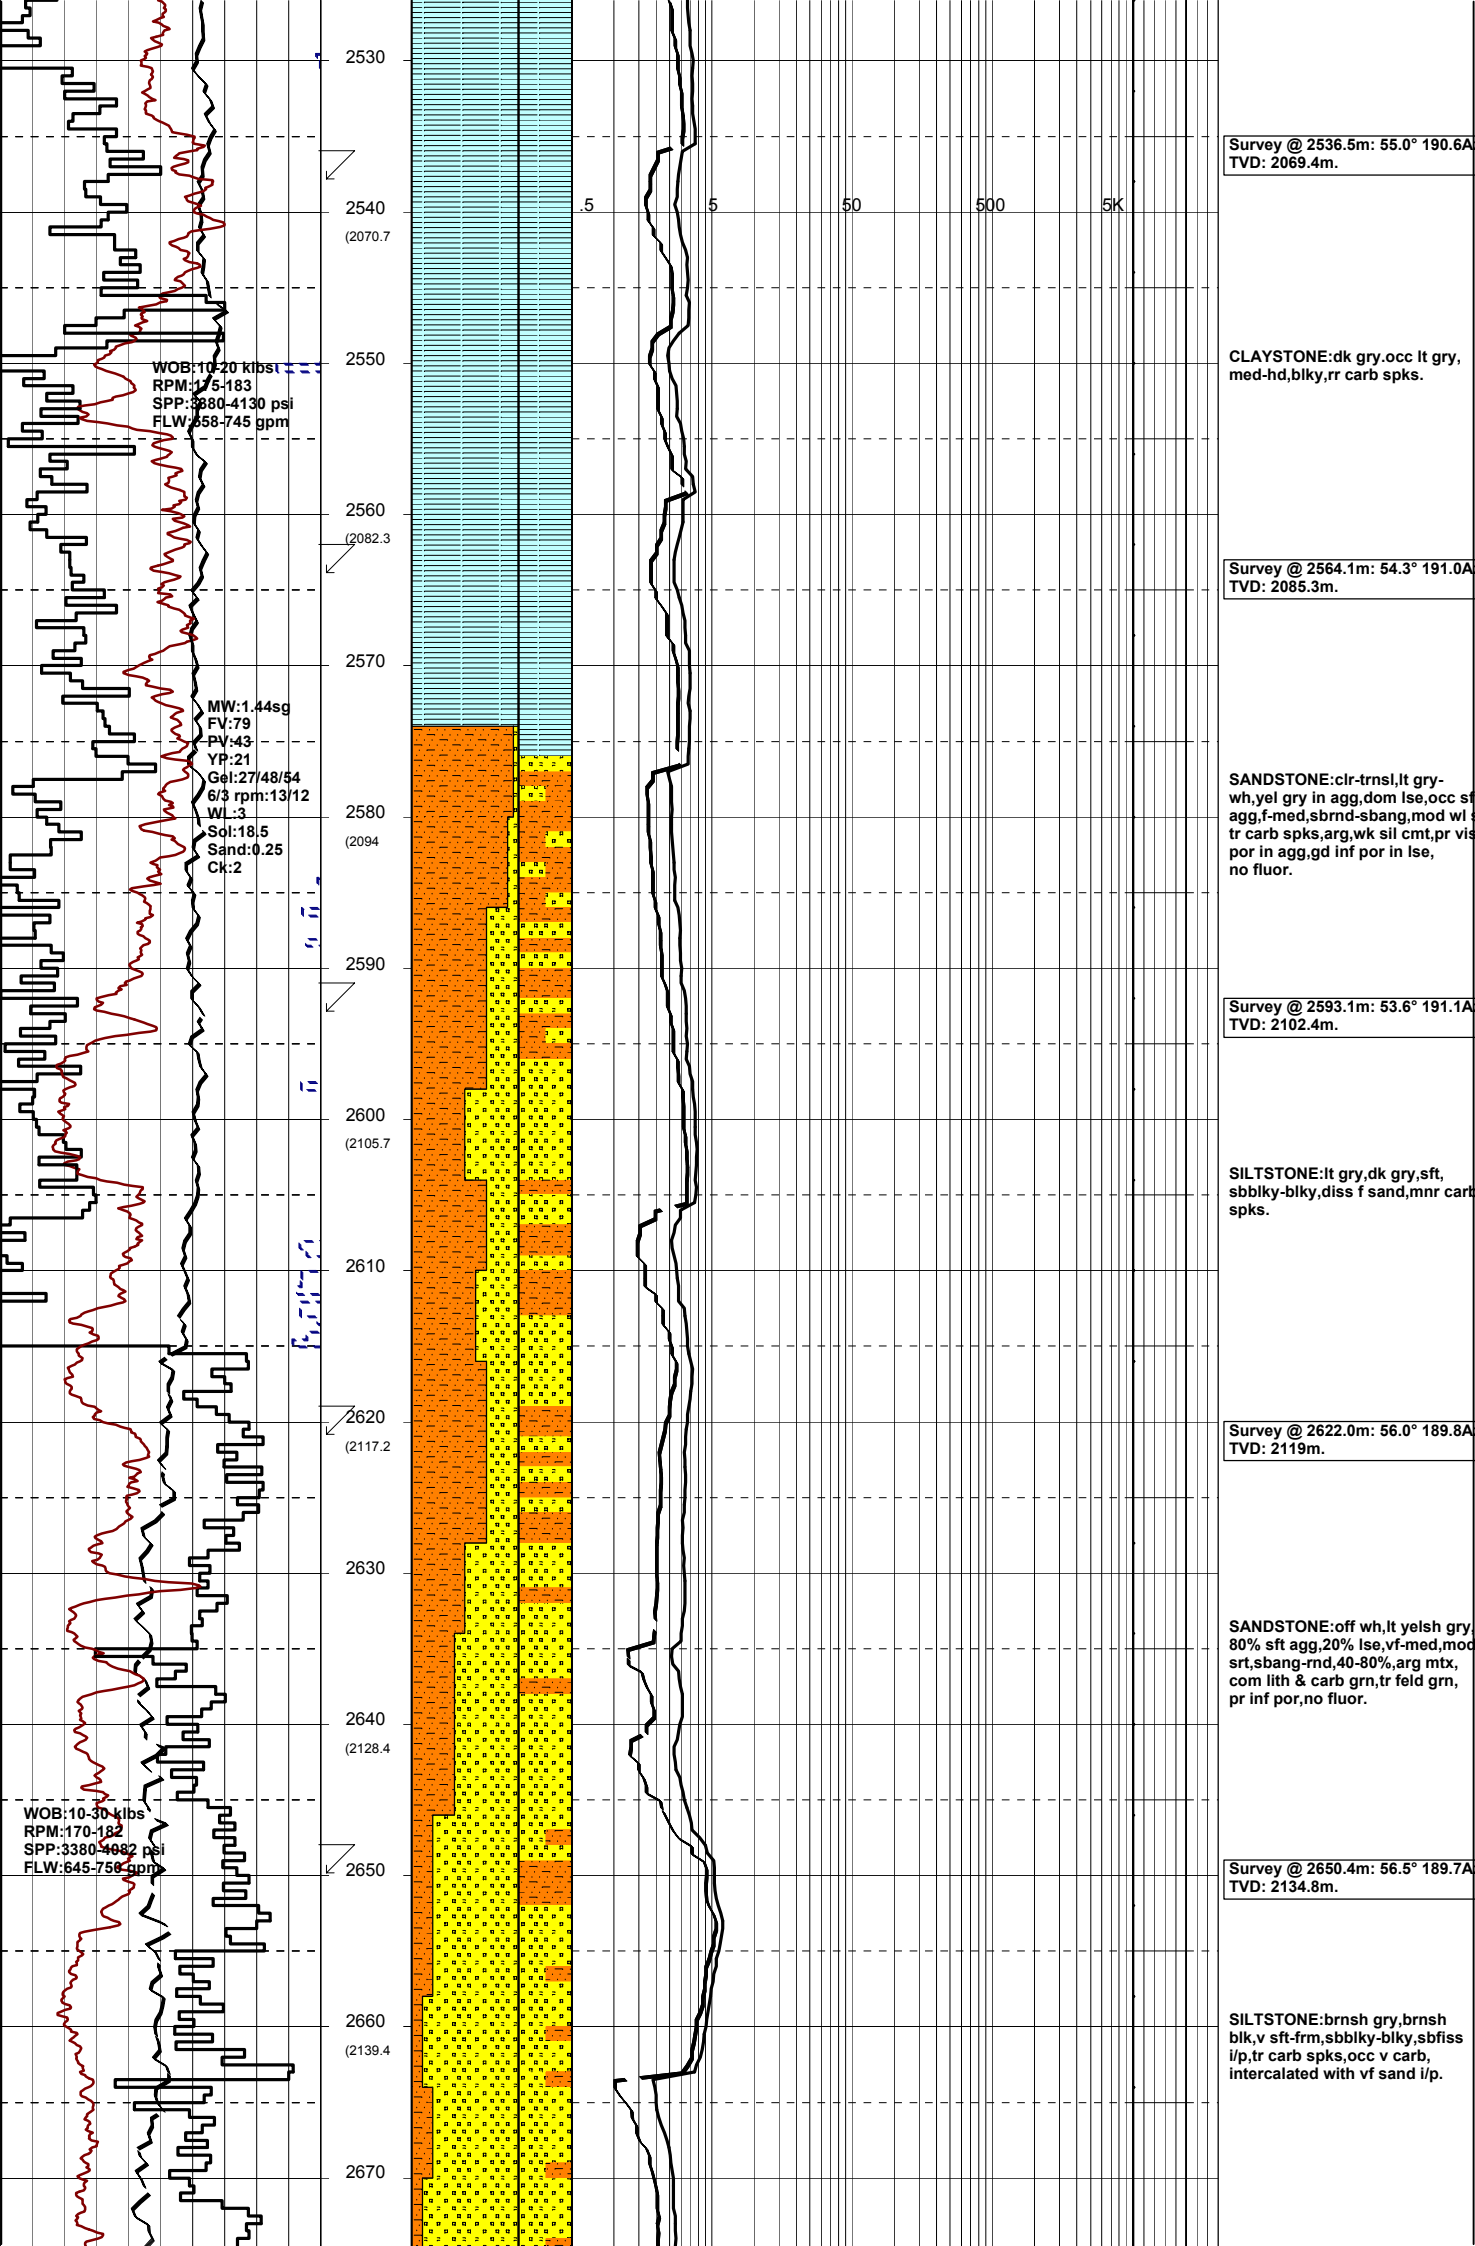 2530
Survey @ 2536.5m: 55.0° 190.6A
TVD: 2069.4m.
2540
(2070.7
.5 5 50 500 5K
2550
WOB:10-20 klbs
RPM:175-183
SPP:3880-4130 psi
FLW:658-745 gpm
CLAYSTONE:dk gry.occ lt gry,
med-hd,blky,rr carb spks.
2560
(2082.3
Survey @ 2564.1m: 54.3° 191.0A
TVD: 2085.3m.
2570
MW:1.44sg
FV:79
PV:43
YP:21
Gel:27/48/54
6/3 rpm:13/12
WL:3
Sol:18.5
Sand:0.25
Ck:2
2580
(2094
SANDSTONE:clr-trnsl,lt gry-
wh,yel gry in agg,dom lse,occ sf
agg,f-med,sbrnd-sbang,mod wl s
tr carb spks,arg,wk sil cmt,pr vis
por in agg,gd inf por in lse,
no fluor.
2590
Survey @ 2593.1m: 53.6° 191.1A
TVD: 2102.4m.
2600
(2105.7
SILTSTONE:lt gry,dk gry,sft,
sbblky-blky,diss f sand,mnr carb
spks.
2610
2620
(2117.2
Survey @ 2622.0m: 56.0° 189.8A
TVD: 2119m.
2630
SANDSTONE:off wh,lt yelsh gry,
80% sft agg,20% lse,vf-med,mod
srt,sbang-rnd,40-80%,arg mtx,
com lith & carb grn,tr feld grn,
pr inf por,no fluor.
2640
(2128.4
WOB:10-30 klbs
RPM:170-182
SPP:3380-4082 psi
FLW:645-756 gpm
2650
Survey @ 2650.4m: 56.5° 189.7A
TVD: 2134.8m.
2660
(2139.4
SILTSTONE:brnsh gry,brnsh
blk,v sft-frm,sbblky-blky,sbfiss
i/p,tr carb spks,occ v carb,
intercalated with vf sand i/p.
2670